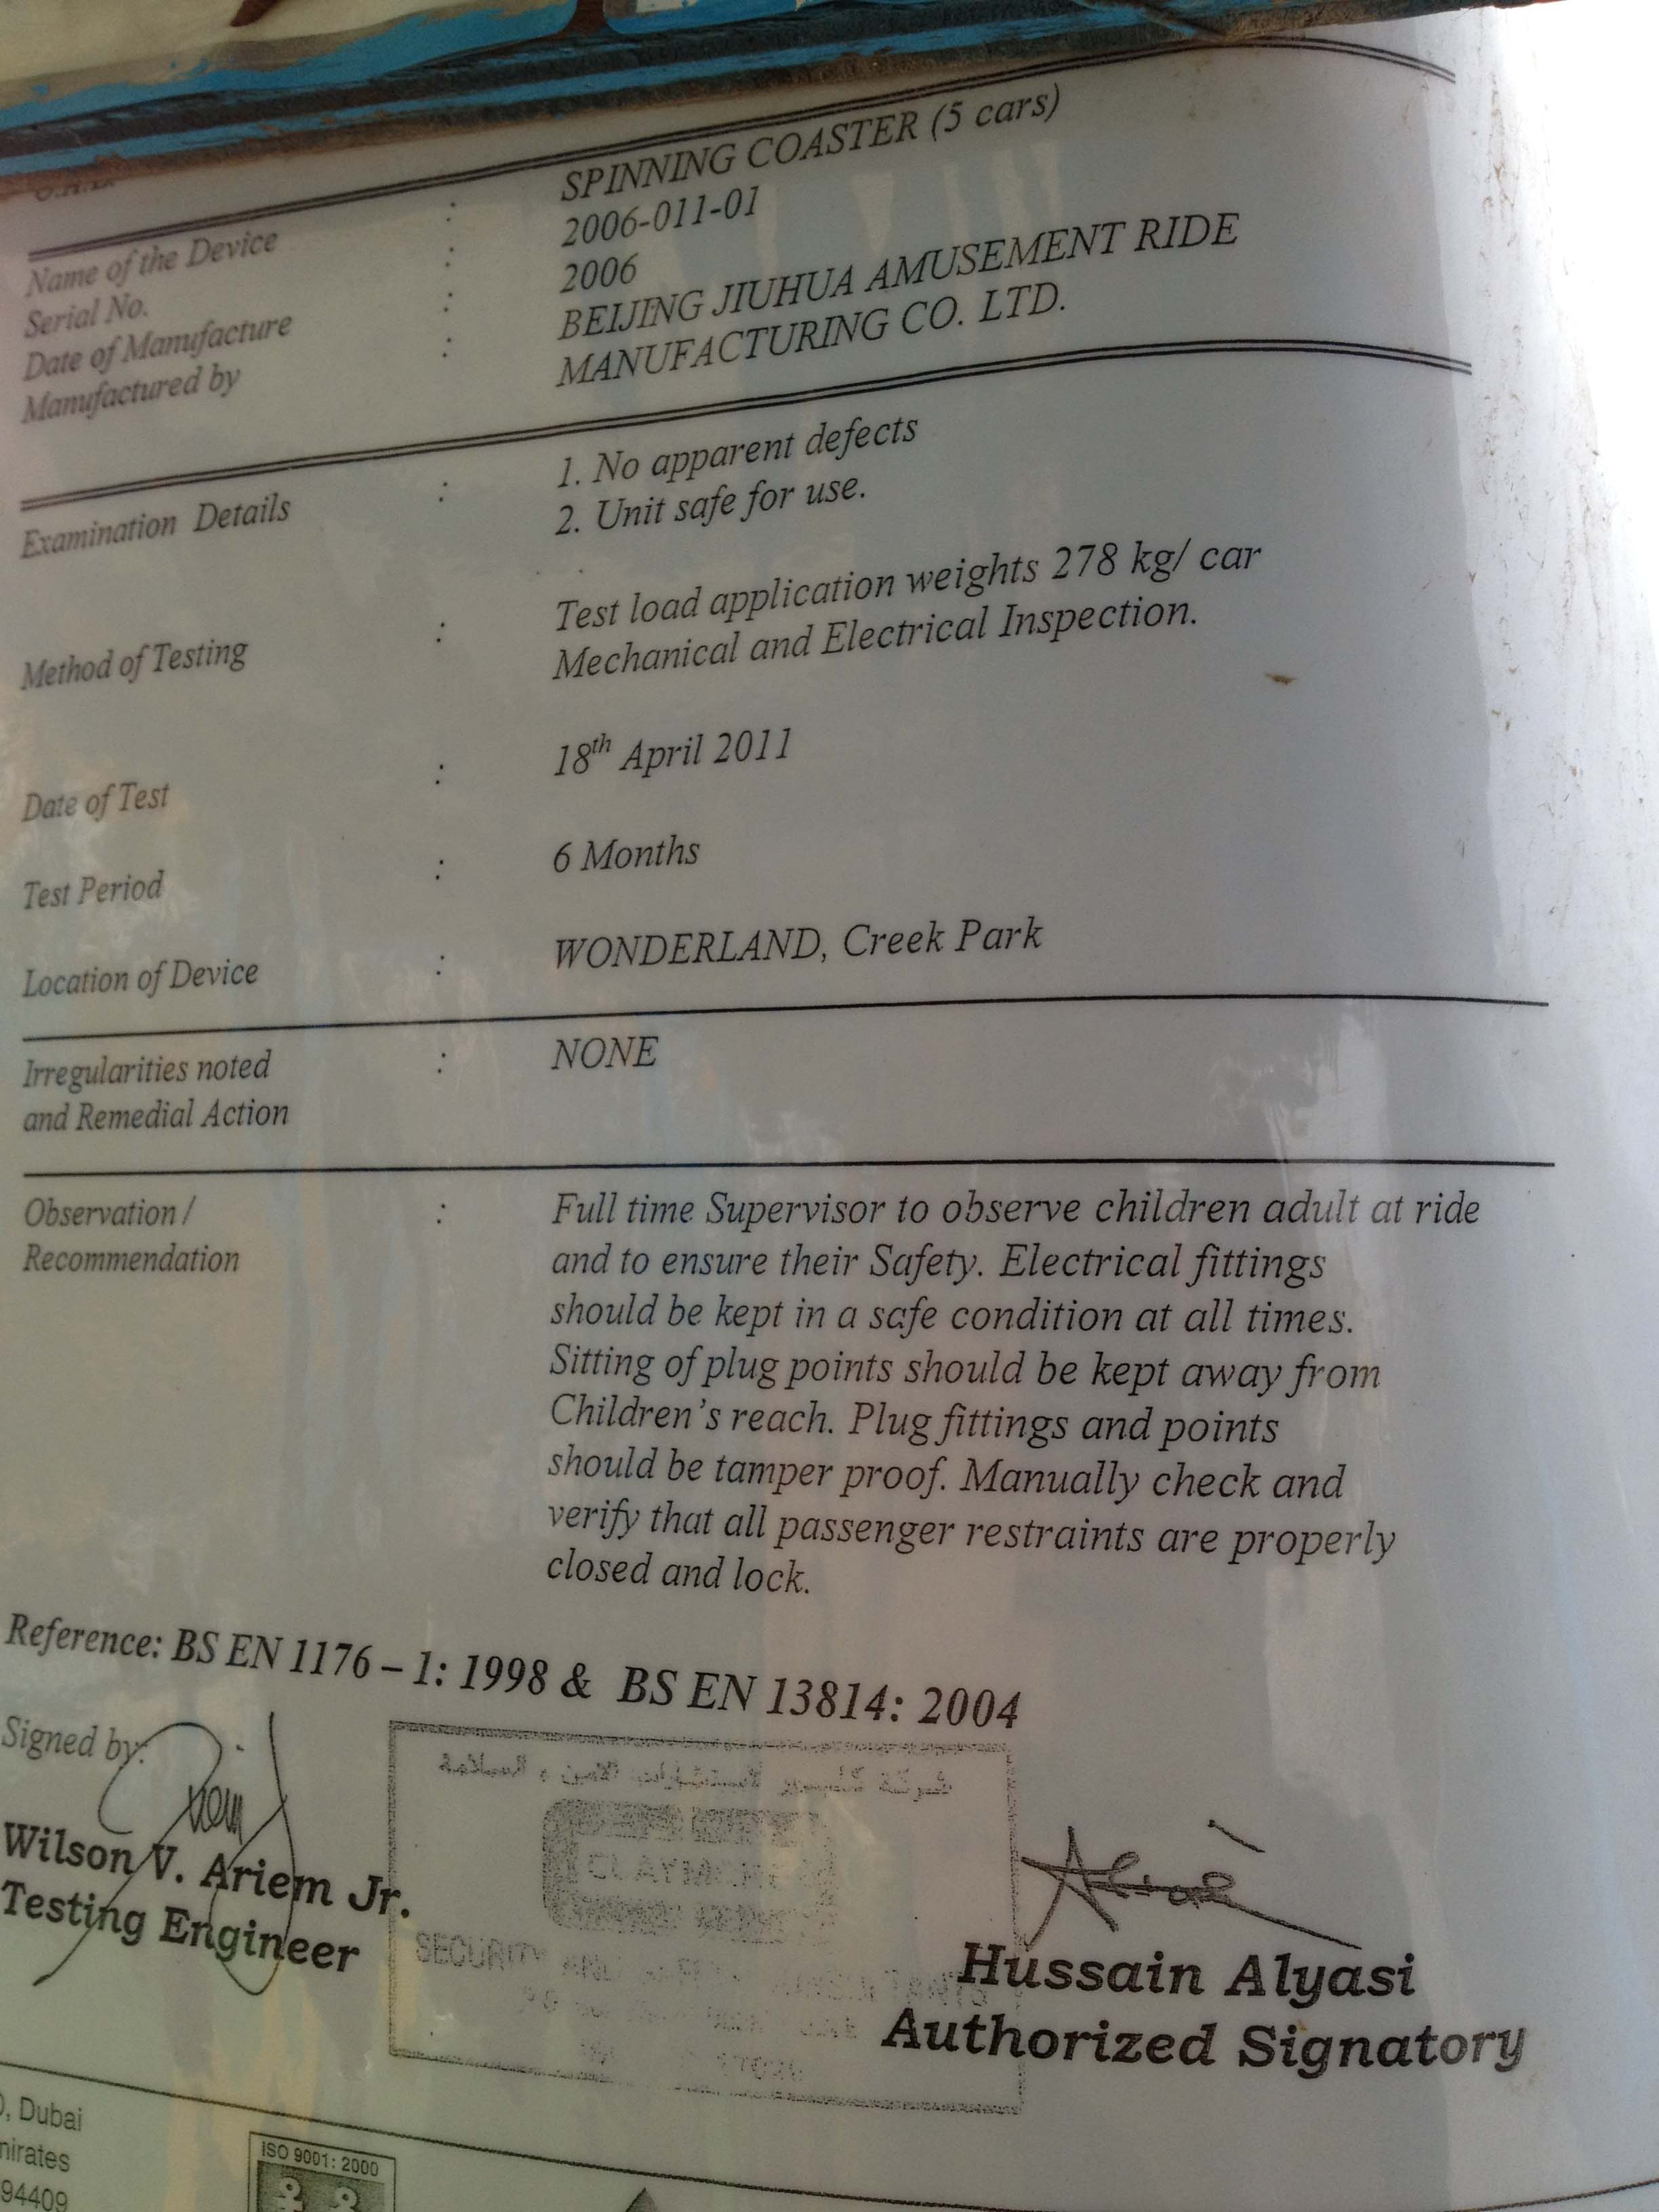 Name of the Device : SPINNING COASTER (5 cars)
Serial No. : 2006-011-01
Date of Manufacture : 2006
Manufactured by : BEIJING JIUHUA AMUSEMENT RIDE
MANUFACTURING CO. LTD.
Examination Details : 1. No apparent defects
2. Unit safe for use.
Method of Testing : Test load application weights 278 kg/ car
Mechanical and Electrical Inspection.
Date of Test : 18th April 2011
Test Period : 6 Months
Location of Device : WONDERLAND, Creek Park
Irregularities noted : NONE
and Remedial Action
Observation / : Full time Supervisor to observe children adult at ride
Recommendation and to ensure their Safety. Electrical fittings
should be kept in a safe condition at all times.
Sitting of plug points should be kept away from
Children's reach. Plug fittings and points
should be tamper proof. Manually check and
verify that all passenger restraints are properly
closed and lock.
Reference: BS EN 1176 – 1: 1998 & BS EN 13814: 2004
Signed by:
Wilson V. Ariem Jr.
Testing Engineer
CLAYMORE
SECURITY AND SAFETY CONSULTANTS
Hussain Alyasi
Authorized Signatory
, Dubai
94409
ISO 9001: 2000